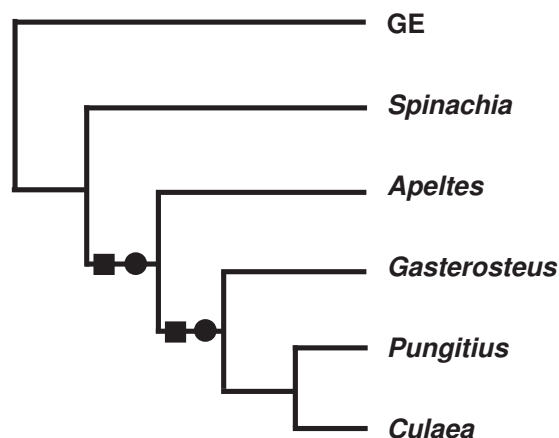 GE
Spinachia
Apeltes
Gasterosteus
Pungitius
Culaea